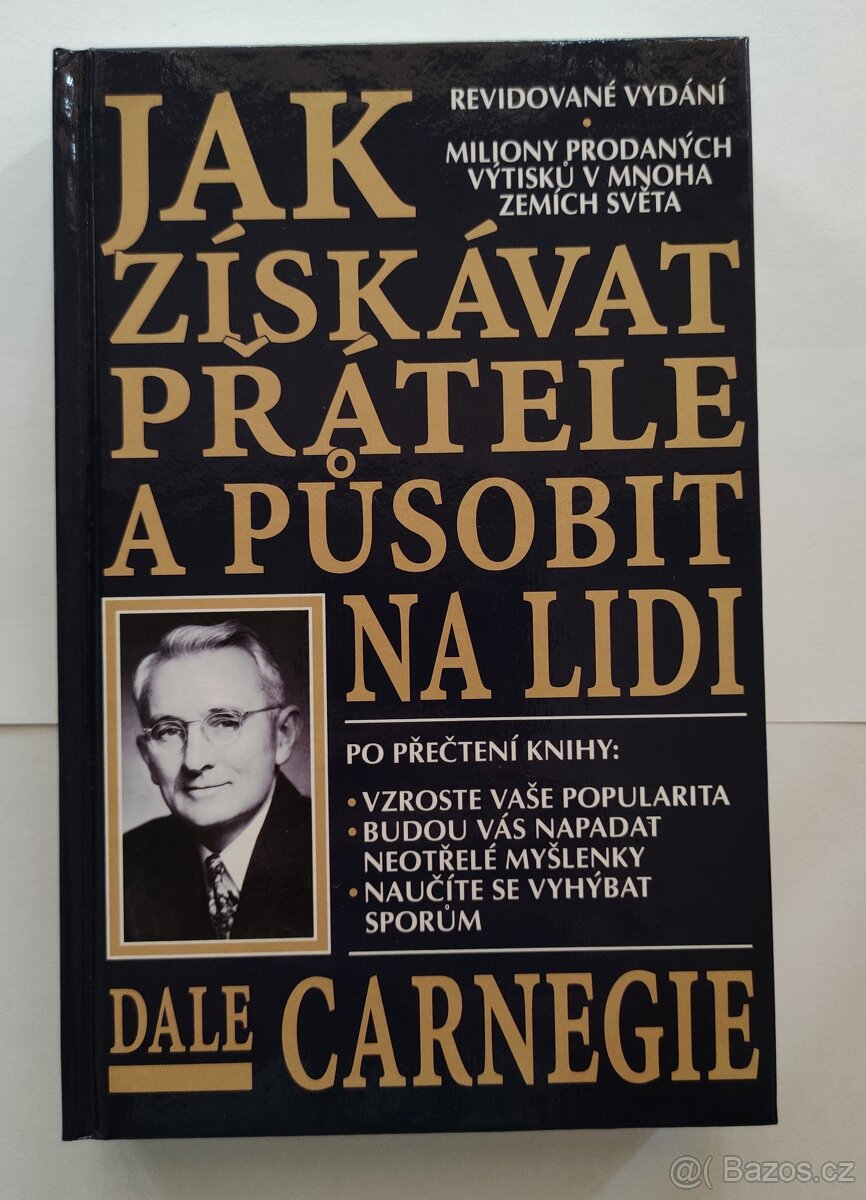 JAK
REVIDOVANÉ VYDÁNÍ
•
MILIONY PRODANÝCH
VÝTISKŮ V MNOHA
ZEMÍCH SVĚTA
ZÍSKÁVAT
PŘÁTELE
A PŮSOBIT
NA LIDI
PO PŘEČTENÍ KNIHY:
• VZROSTE VAŠE POPULARITA
• BUDOU VÁS NAPADAT
NEOTŘELÉ MYŠLENKY
• NAUČÍTE SE VYHÝBAT
SPORŮM
DALE CARNEGIE
@( Bazos.cz